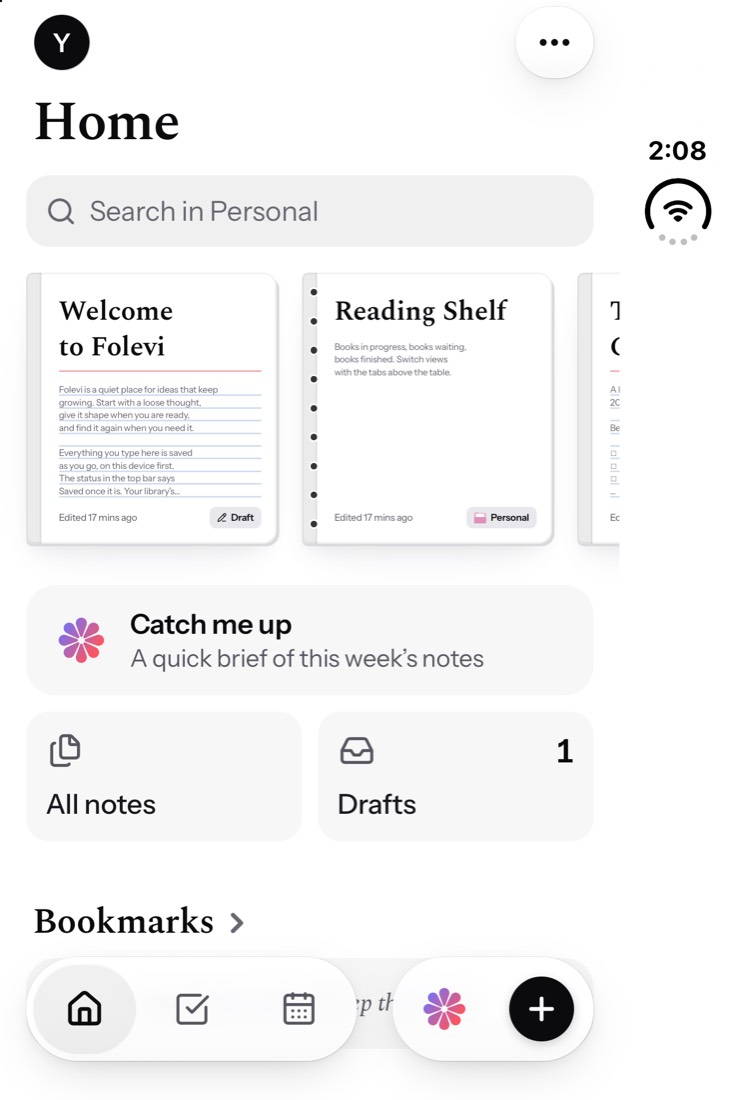 Y
Home
2:08
Search in Personal
Welcome
to Folevi
Folevi is a quiet place for ideas that keep
growing. Start with a loose thought,
give it shape when you are ready,
and find it again when you need it.
Everything you type here is saved
as you go, on this device first.
The status in the top bar says
Saved once it is. Your library's...
Edited 17 mins ago
Draft
Reading Shelf
Books in progress, books waiting,
books finished. Switch views
with the tabs above the table.
Edited 17 mins ago
Personal
Catch me up
A quick brief of this week’s notes
All notes
Drafts
1
Bookmarks